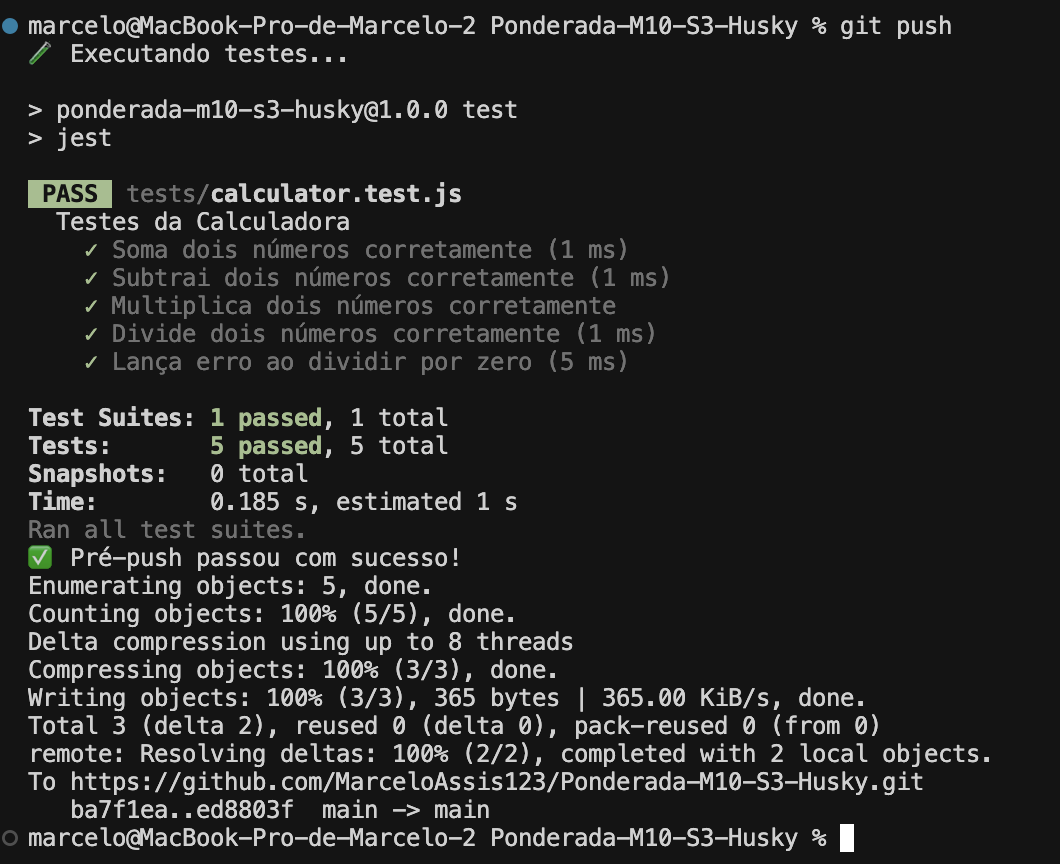 marcelo@MacBook-Pro-de-Marcelo-2 Ponderada-M10-S3-Husky % git push
🧪 Executando testes...
> ponderada-m10-s3-husky@1.0.0 test
> jest
PASS tests/calculator.test.js
Testes da Calculadora
✓ Soma dois números corretamente (1 ms)
✓ Subtrai dois números corretamente (1 ms)
✓ Multiplica dois números corretamente
✓ Divide dois números corretamente (1 ms)
✓ Lança erro ao dividir por zero (5 ms)
Test Suites: 1 passed, 1 total
Tests: 5 passed, 5 total
Snapshots: 0 total
Time: 0.185 s, estimated 1 s
Ran all test suites.
✅ Pré-push passou com sucesso!
Enumerating objects: 5, done.
Counting objects: 100% (5/5), done.
Delta compression using up to 8 threads
Compressing objects: 100% (3/3), done.
Writing objects: 100% (3/3), 365 bytes | 365.00 KiB/s, done.
Total 3 (delta 2), reused 0 (delta 0), pack-reused 0 (from 0)
remote: Resolving deltas: 100% (2/2), completed with 2 local objects.
To https://github.com/MarceloAssis123/Ponderada-M10-S3-Husky.git
ba7f1ea..ed8803f main -> main
marcelo@MacBook-Pro-de-Marcelo-2 Ponderada-M10-S3-Husky %